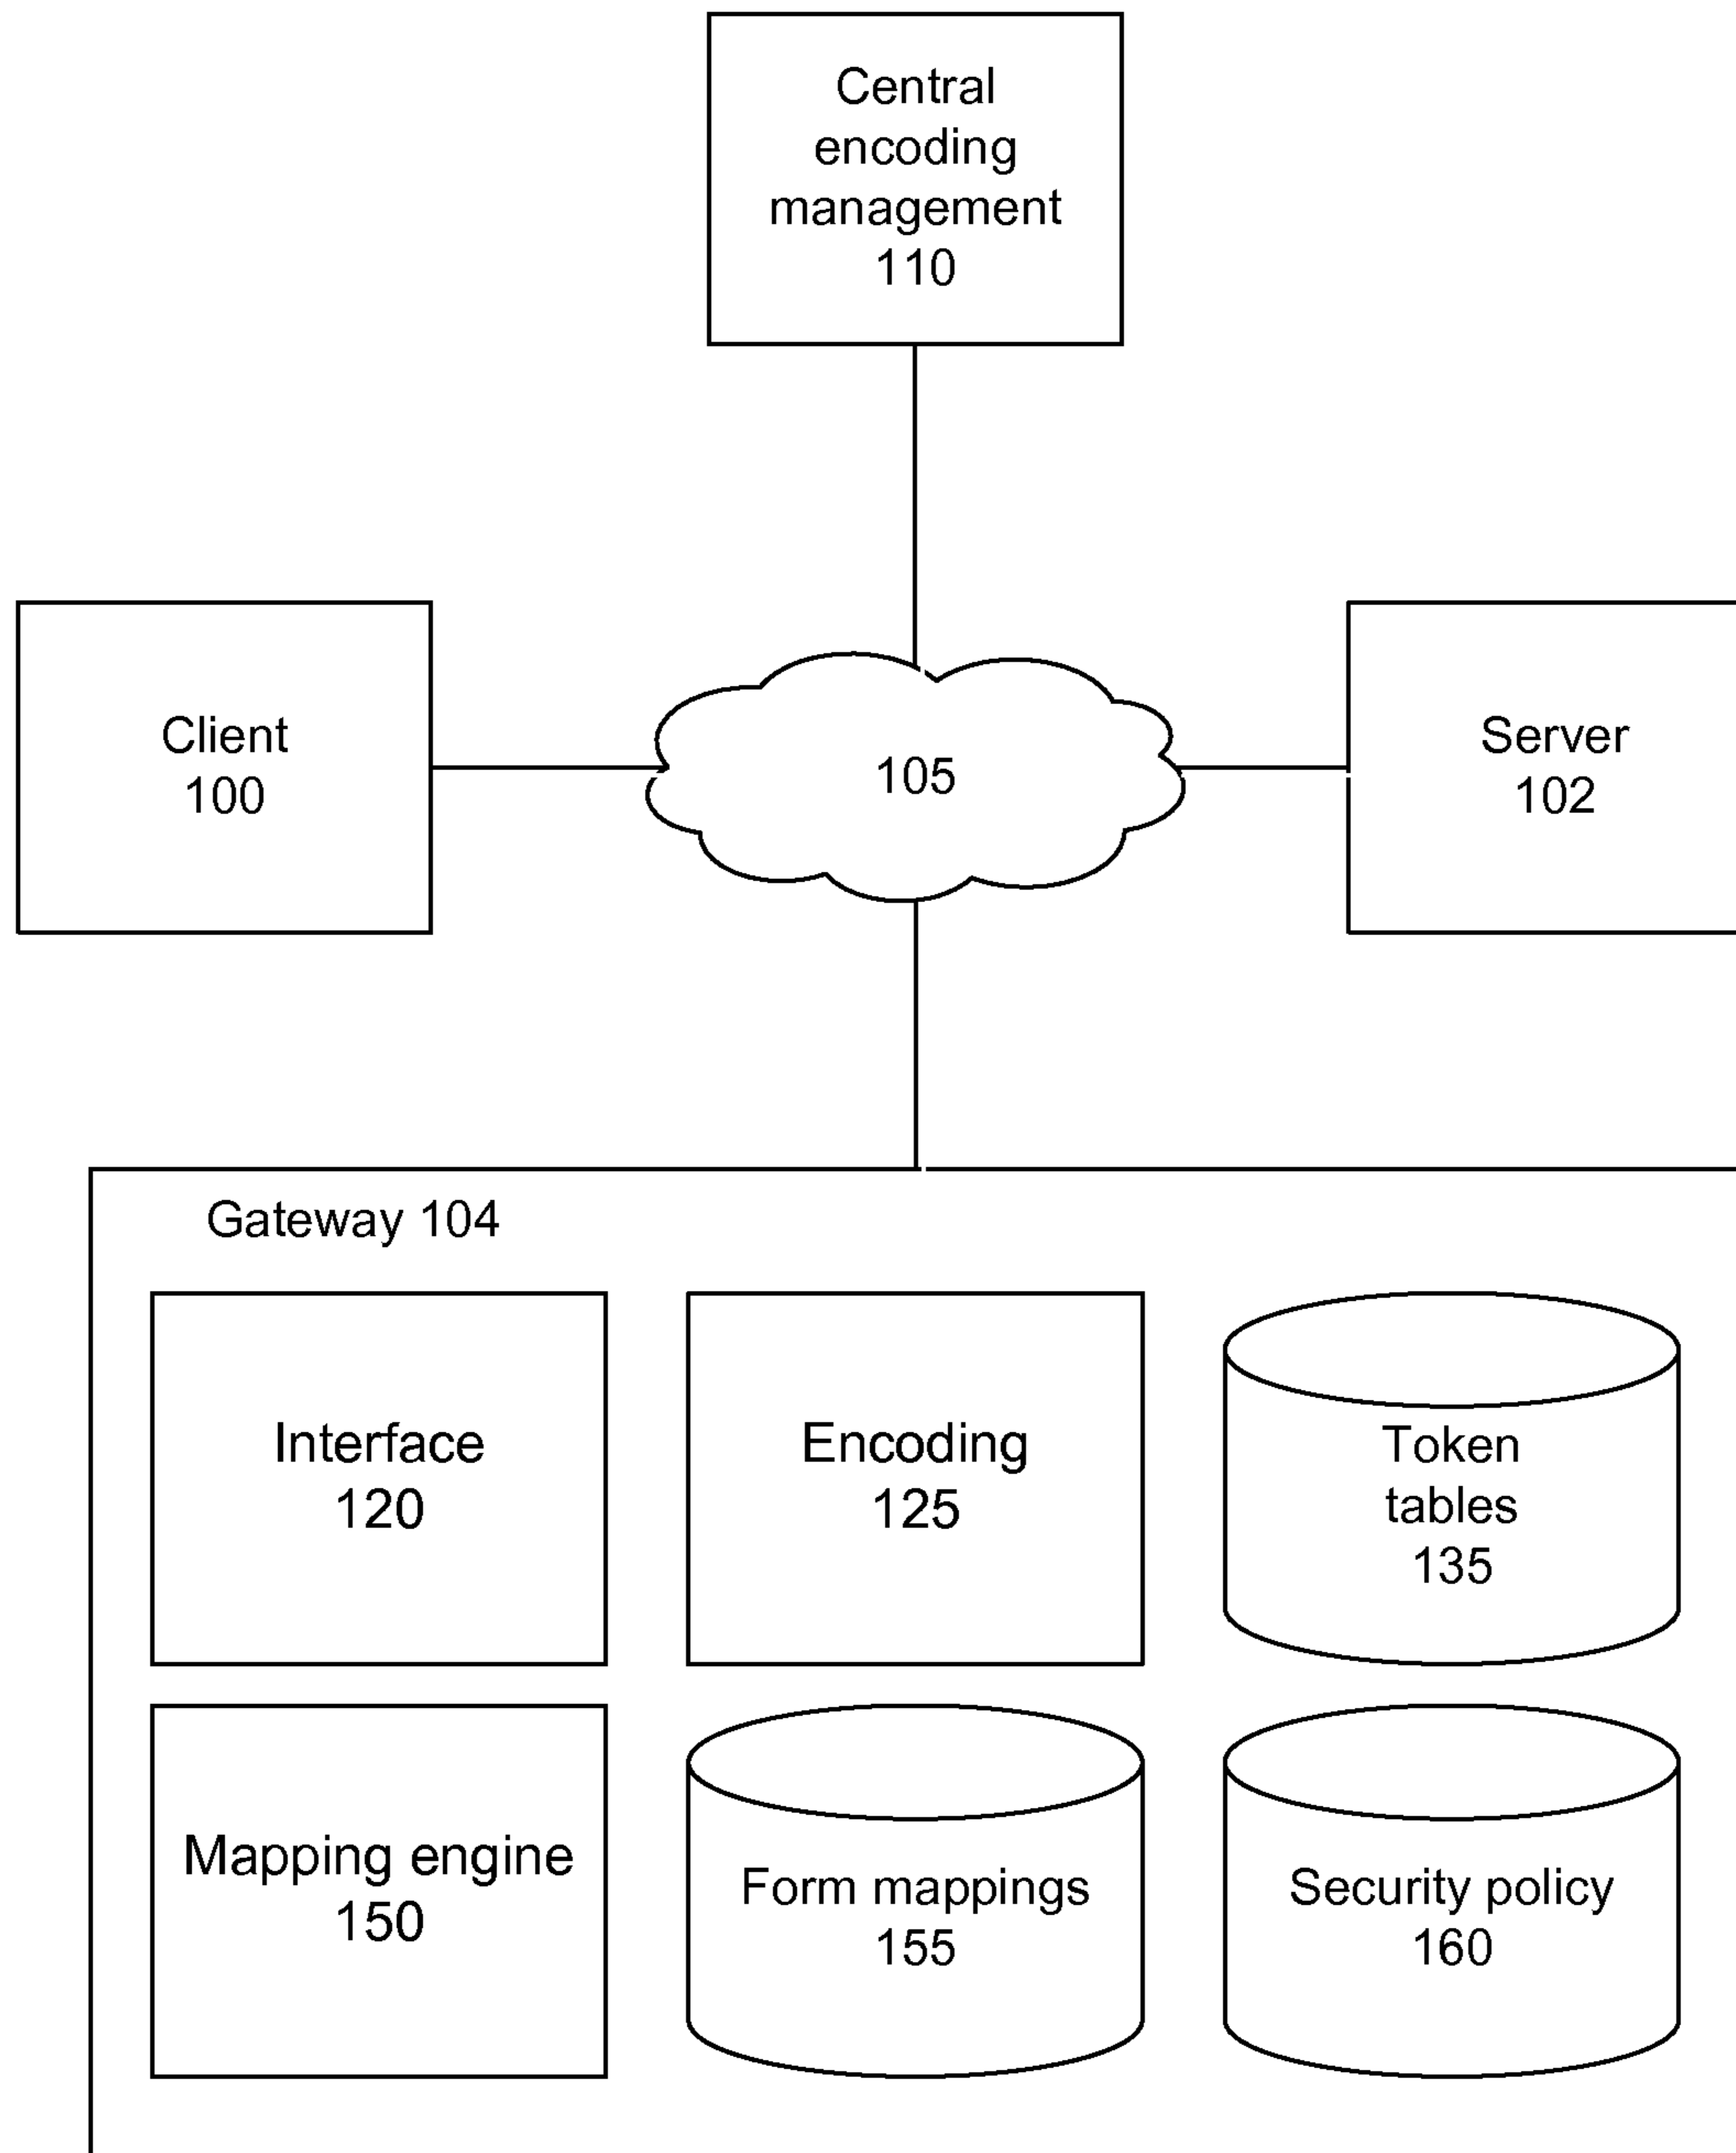 Central
encoding
management
110
Client
100
105
Server
102
Gateway 104
Interface
120
Encoding
125
Token
tables
135
Mapping engine
150
Form mappings
155
Security policy
160